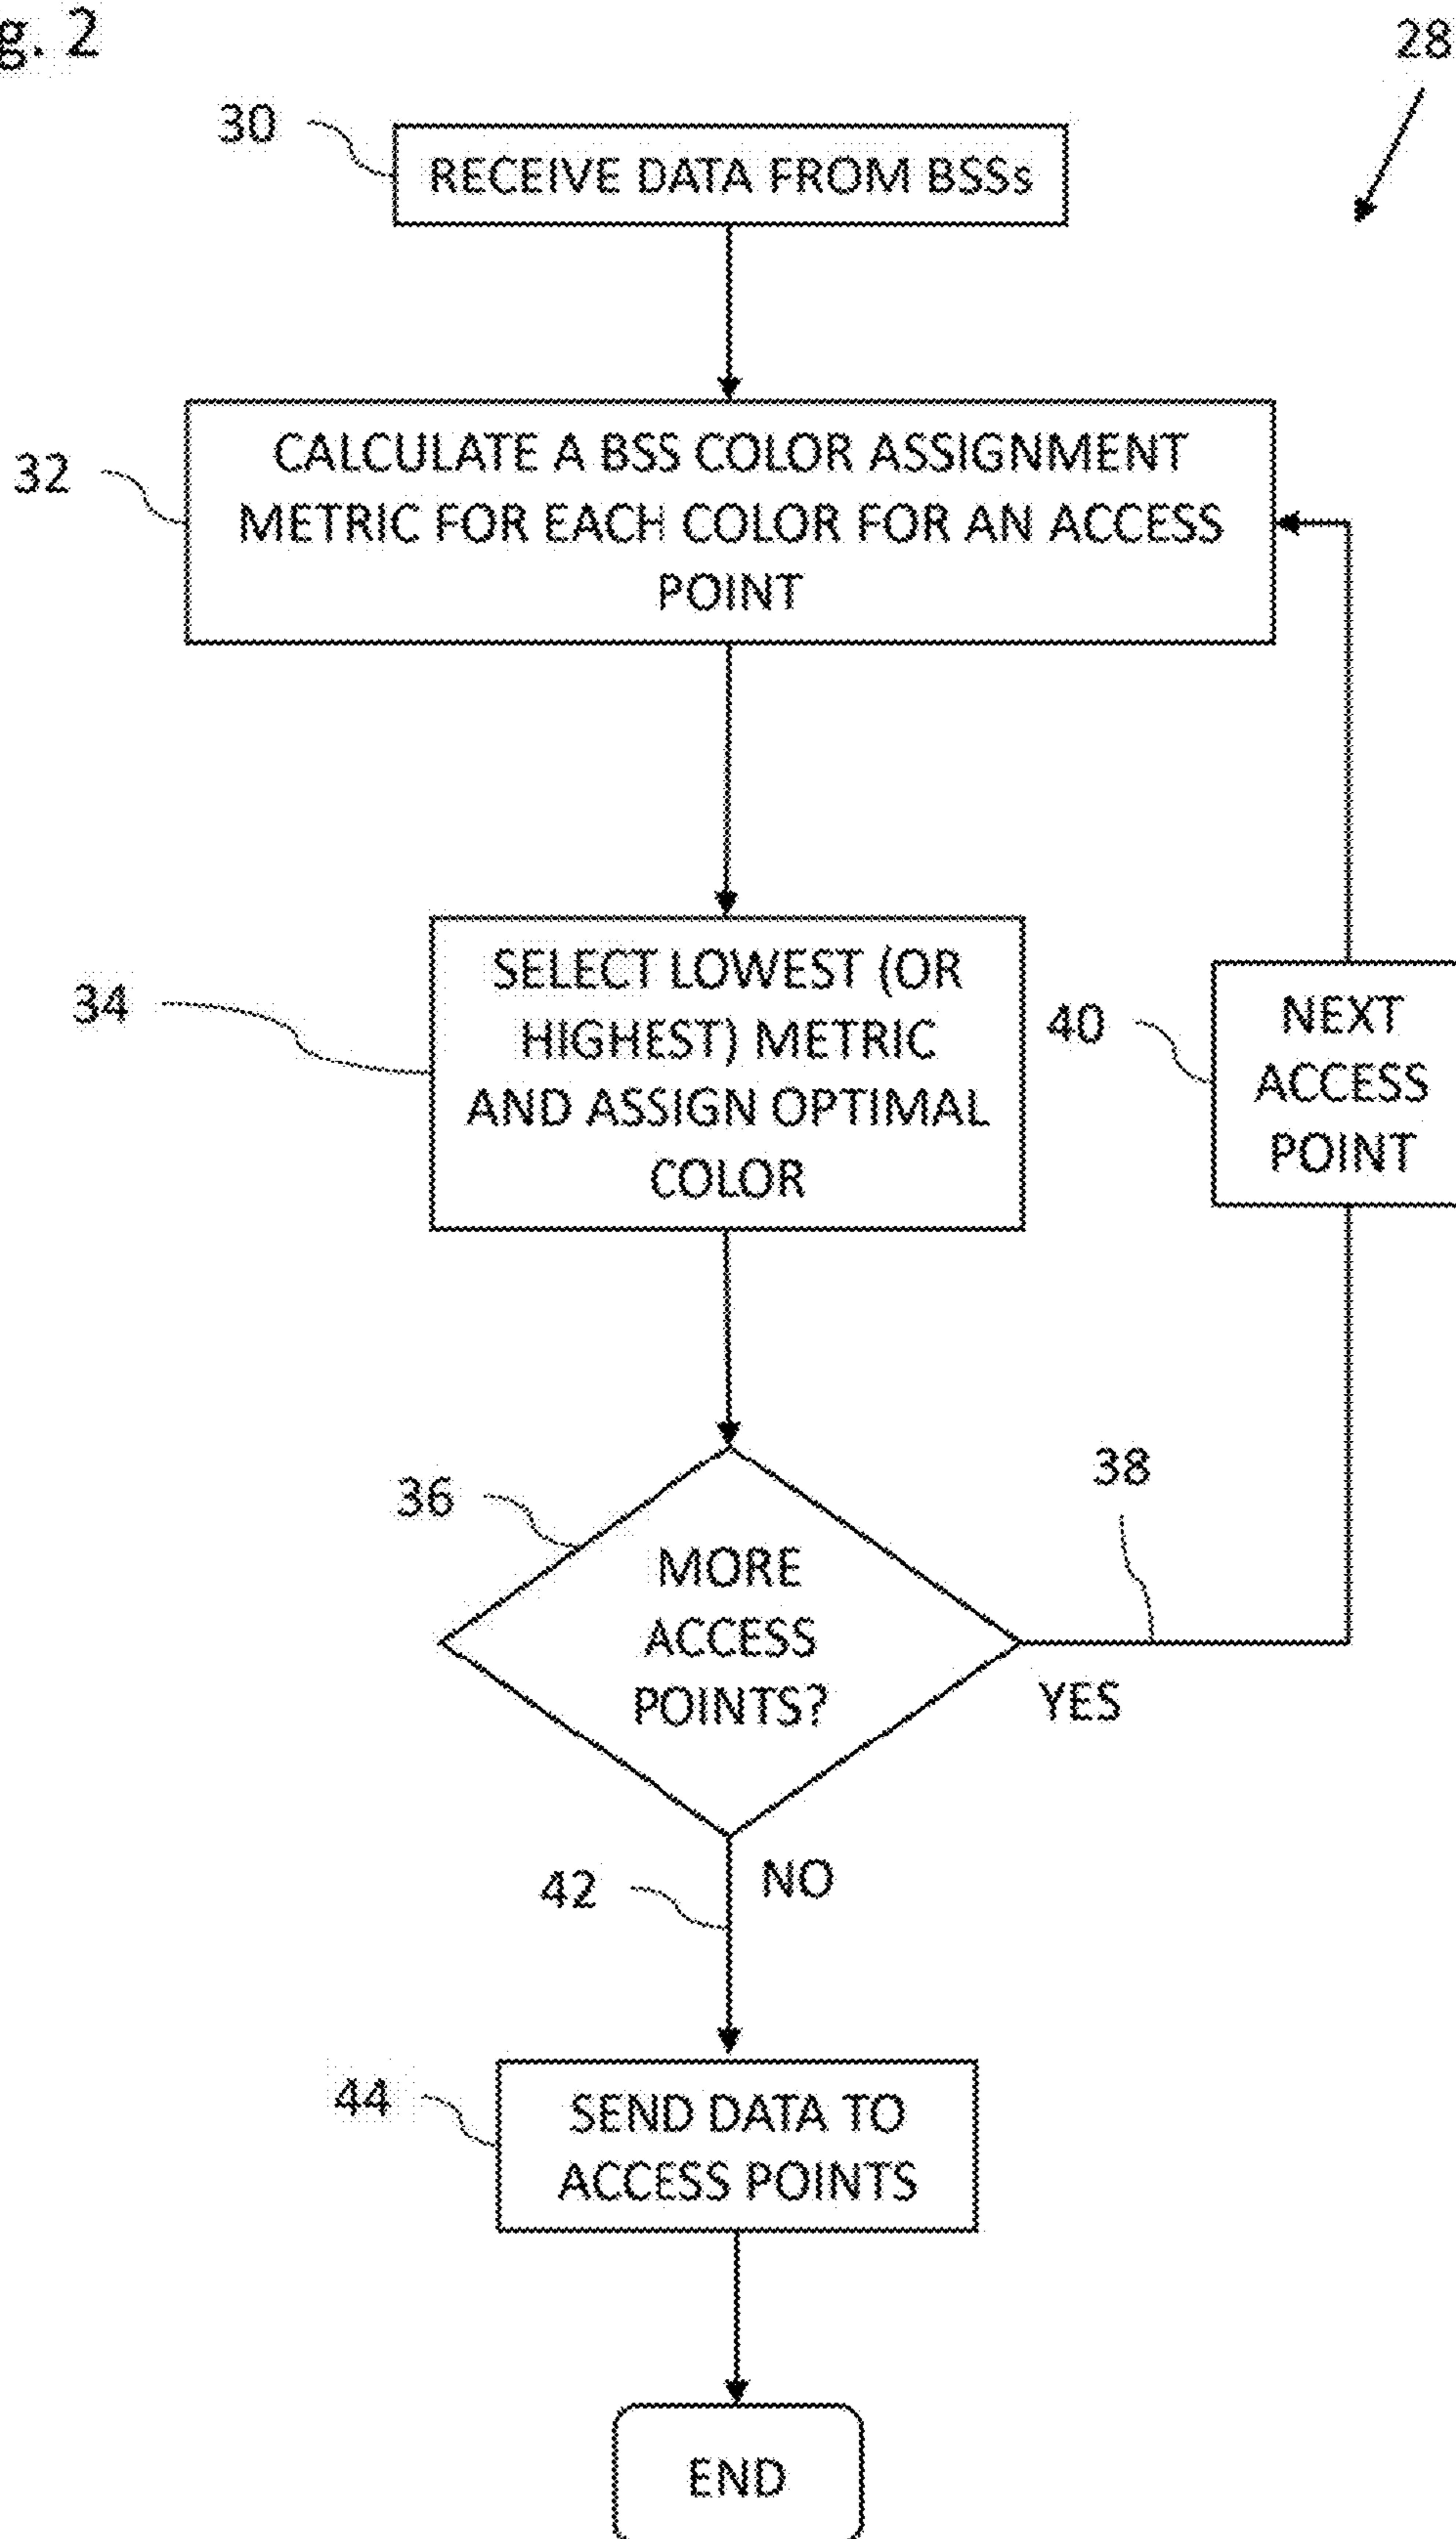 g. 2
28
30
RECEIVE DATA FROM BSSs
32
CALCULATE A BSS COLOR ASSIGNMENT
METRIC FOR EACH COLOR FOR AN ACCESS
POINT
34
SELECT LOWEST (OR
HIGHEST) METRIC
AND ASSIGN OPTIMAL
COLOR
40
NEXT
ACCESS
POINT
36
MORE
ACCESS
POINTS?
38
YES
42
NO
44
SEND DATA TO
ACCESS POINTS
END